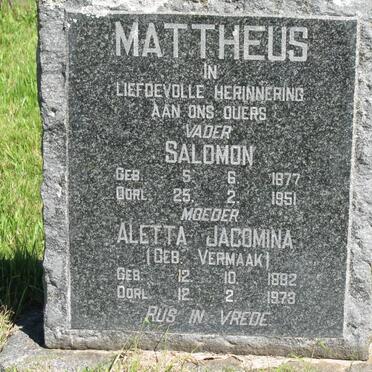 MATTHEUS
IN
LIEFDEVOLLE HERINNERING
AAN ONS OUERS
VADER
SALOMON
GEB. 5. 6. 1877
OORL. 25. 2. 1951
MOEDER
ALETTA JACOMINA
(GEB. VERMAAK)
GEB. 12. 10. 1882
OORL. 12. 2. 1973
RUS IN VREDE